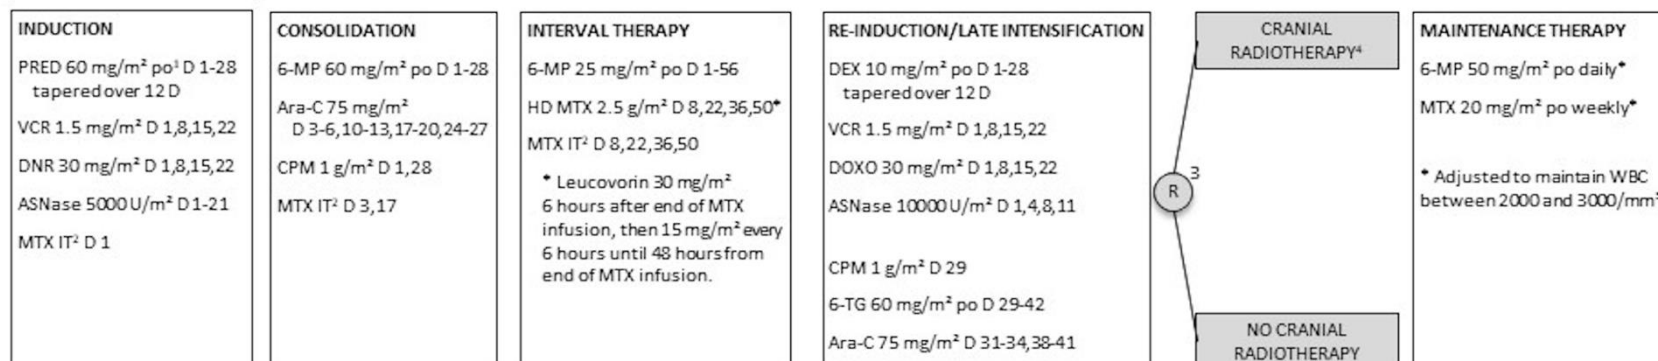 INDUCTION
PRED 60 mg/m² po¹ D 1-28
tapered over 12 D
VCR 1.5 mg/m² D 1,8,15,22
DNR 30 mg/m² D 1,8,15,22
ASNase 5000 U/m² D 1-21
MTX IT² D 1
CONSOLIDATION
6-MP 60 mg/m² po D 1-28
Ara-C 75 mg/m²
D 3-6,10-13,17-20,24-27
CPM 1 g/m² D 1,28
MTX IT² D 3,17
INTERVAL THERAPY
6-MP 25 mg/m² po D 1-56
HD MTX 2.5 g/m² D 8,22,36,50*
MTX IT² D 8,22,36,50
* Leucovorin 30 mg/m²
6 hours after end of MTX
infusion, then 15 mg/m² every
6 hours until 48 hours from
end of MTX infusion.
RE-INDUCTION/LATE INTENSIFICATION
DEX 10 mg/m² po D 1-28
tapered over 12 D
VCR 1.5 mg/m² D 1,8,15,22
DOXO 30 mg/m² D 1,8,15,22
ASNase 10000 U/m² D 1,4,8,11
CPM 1 g/m² D 29
6-TG 60 mg/m² po D 29-42
Ara-C 75 mg/m² D 31-34,38-41
R 3
CRANIAL
RADIOTHERAPY⁴
NO CRANIAL
RADIOTHERAPY
MAINTENANCE THERAPY
6-MP 50 mg/m² po daily*
MTX 20 mg/m² po weekly*
* Adjusted to maintain WBC
between 2000 and 3000/mm³